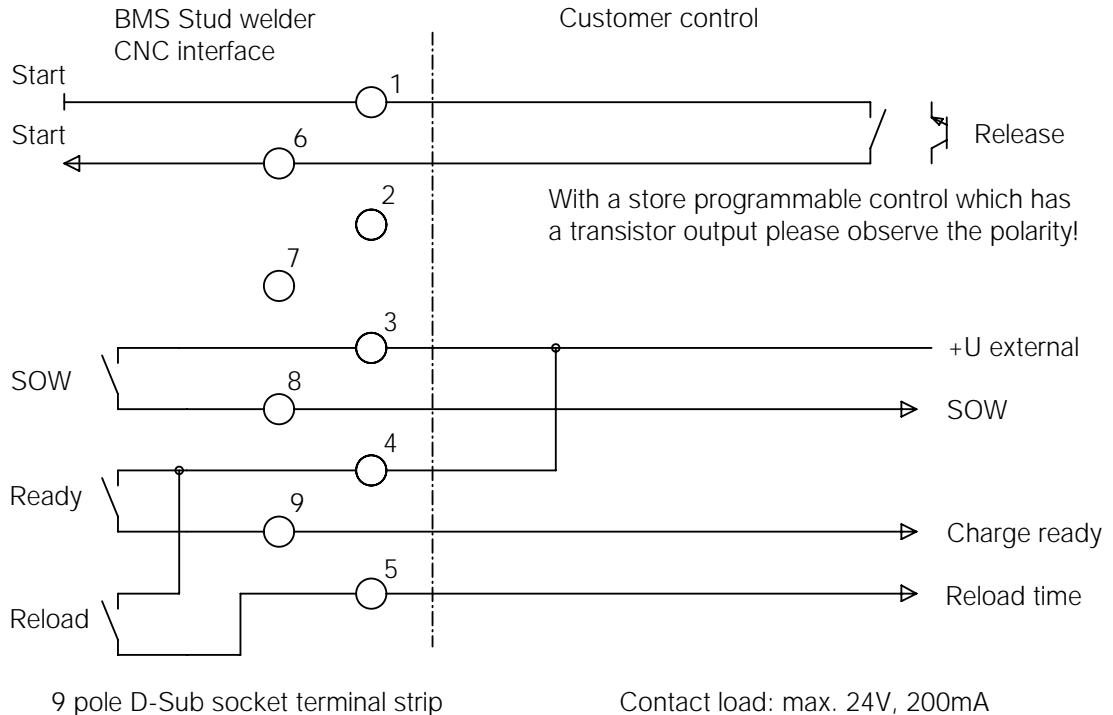 BMS Stud welder
CNC interface
Customer control
Start
1
Start
6
Release
2
With a store programmable control which has
a transistor output please observe the polarity!
7
3
+U external
SOW
8
SOW
4
Ready
9
Charge ready
5
Reload time
Reload
9 pole D-Sub socket terminal strip
Contact load: max. 24V, 200mA